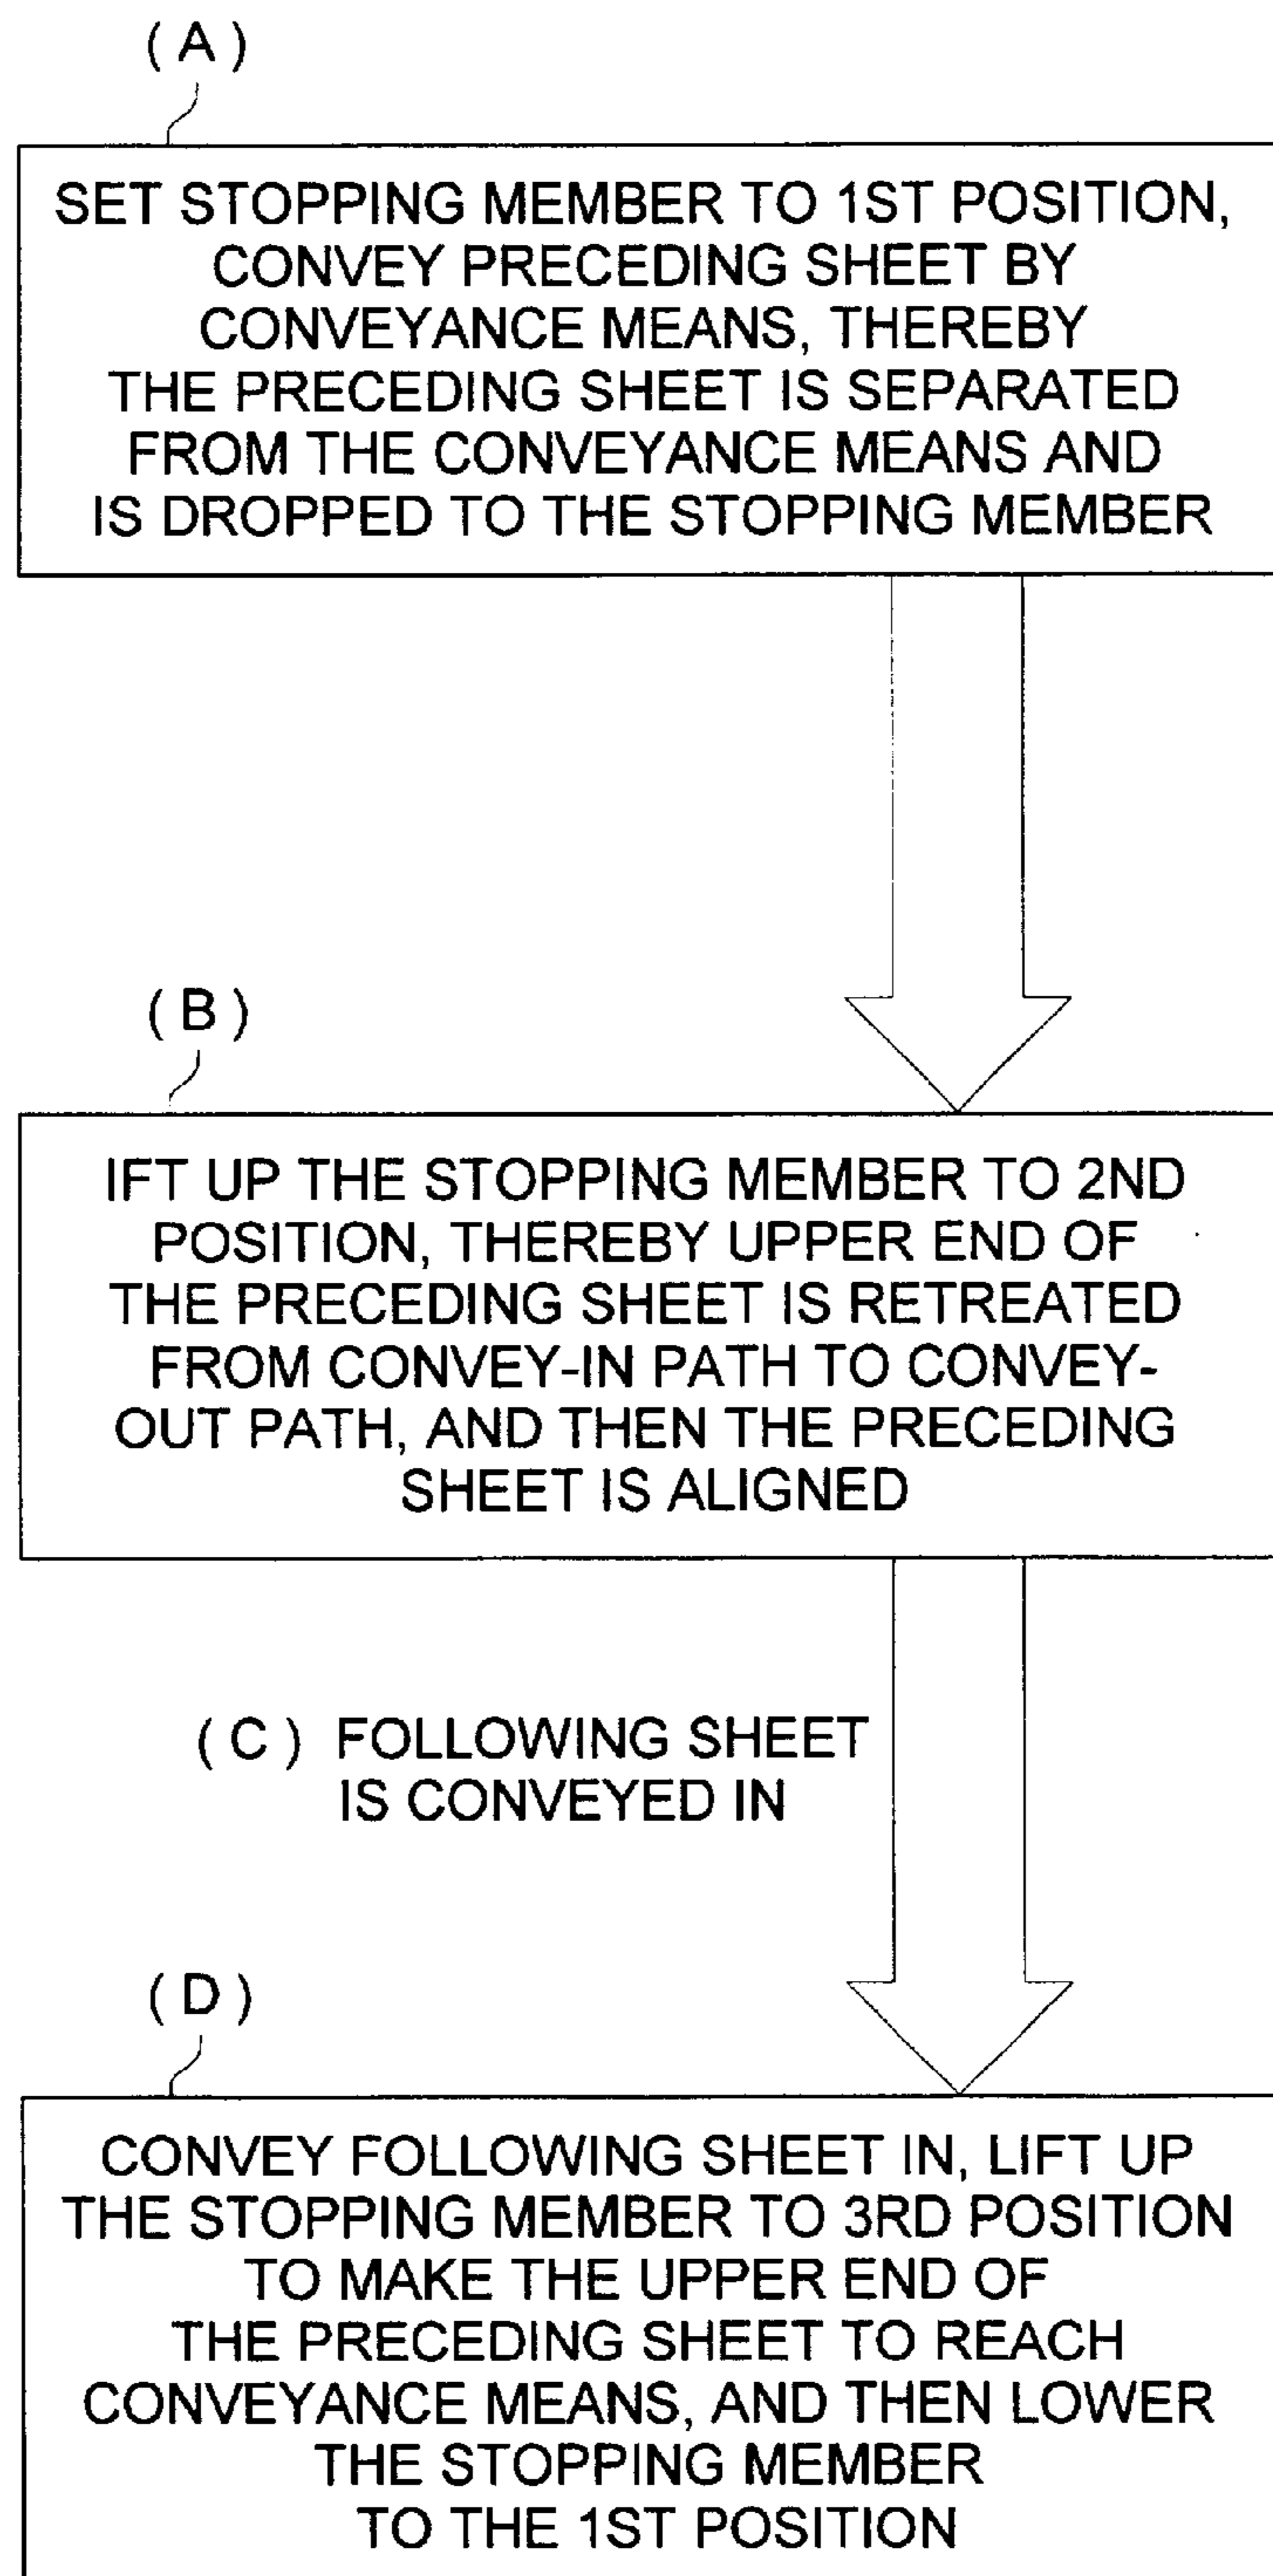 ( A )
SET STOPPING MEMBER TO 1ST POSITION,
CONVEY PRECEDING SHEET BY
CONVEYANCE MEANS, THEREBY
THE PRECEDING SHEET IS SEPARATED
FROM THE CONVEYANCE MEANS AND
IS DROPPED TO THE STOPPING MEMBER
( B )
IFT UP THE STOPPING MEMBER TO 2ND
POSITION, THEREBY UPPER END OF
THE PRECEDING SHEET IS RETREATED
FROM CONVEY-IN PATH TO CONVEY-
OUT PATH, AND THEN THE PRECEDING
SHEET IS ALIGNED
( C ) FOLLOWING SHEET
IS CONVEYED IN
( D )
CONVEY FOLLOWING SHEET IN, LIFT UP
THE STOPPING MEMBER TO 3RD POSITION
TO MAKE THE UPPER END OF
THE PRECEDING SHEET TO REACH
CONVEYANCE MEANS, AND THEN LOWER
THE STOPPING MEMBER
TO THE 1ST POSITION